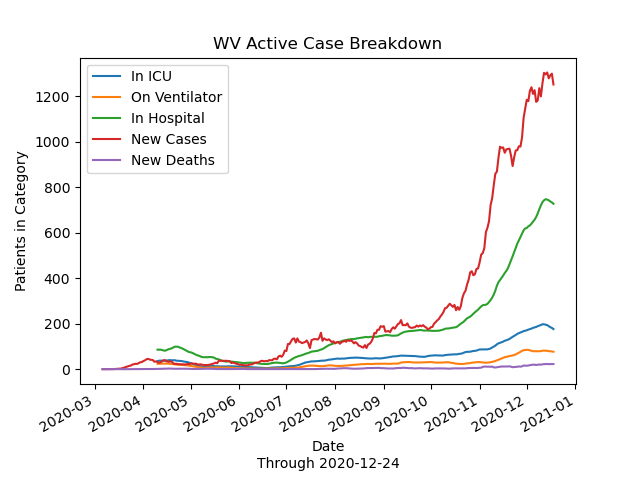 WV Active Case Breakdown
In ICU
On Ventilator
In Hospital
New Cases
New Deaths
Patients in Category
1200
1000
800
600
400
200
0
2020-03
2020-04
2020-05
2020-06
2020-07
2020-08
2020-09
2020-10
2020-11
2020-12
2021-01
Date
Through 2020-12-24